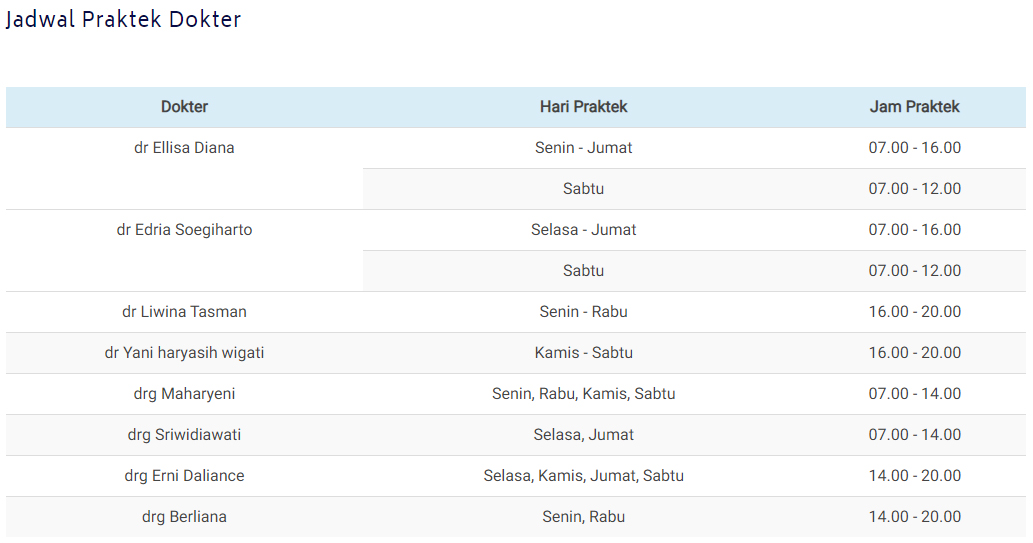 Jadwal Praktek Dokter
Dokter Hari Praktek Jam Praktek
dr Ellisa Diana Senin - Jumat 07.00 - 16.00
Sabtu 07.00 - 12.00
dr Edria Soegiharto Selasa - Jumat 07.00 - 16.00
Sabtu 07.00 - 12.00
dr Liwina Tasman Senin - Rabu 16.00 - 20.00
dr Yani haryasih wigati Kamis - Sabtu 16.00 - 20.00
drg Maharyeni Senin, Rabu, Kamis, Sabtu 07.00 - 14.00
drg Sriwidiawati Selasa, Jumat 07.00 - 14.00
drg Erni Daliance Selasa, Kamis, Jumat, Sabtu 14.00 - 20.00
drg Berliana Senin, Rabu 14.00 - 20.00